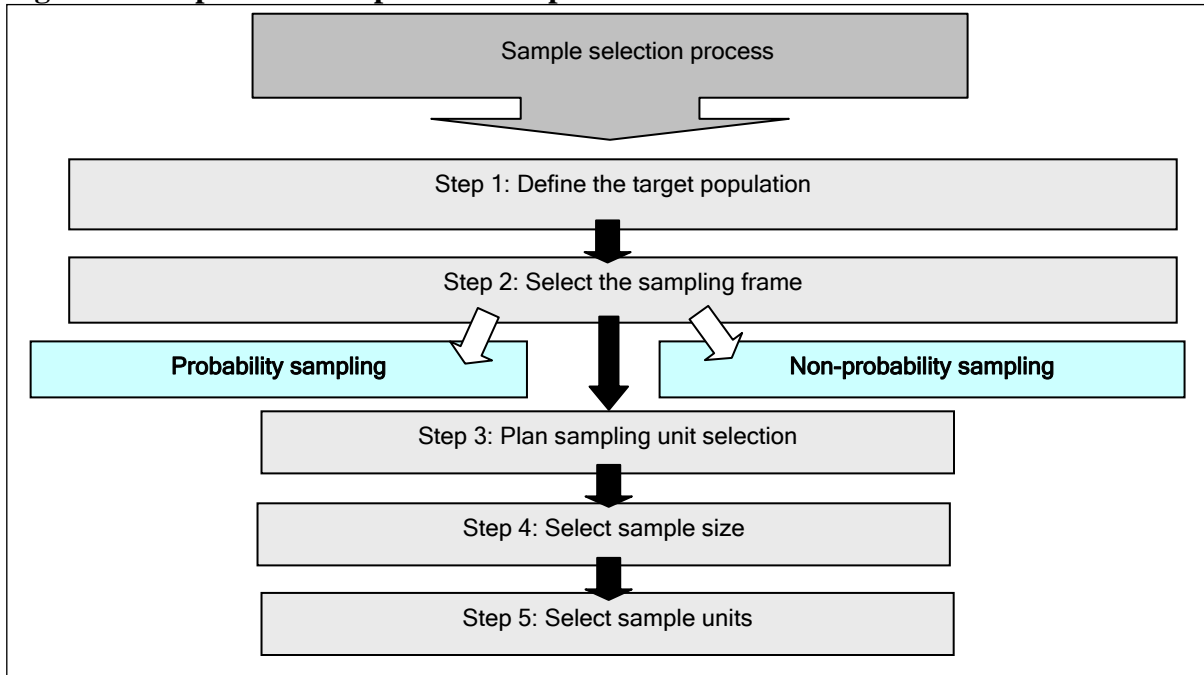 Sample selection process
Step 1: Define the target population
Step 2: Select the sampling frame
Probability sampling
Non-probability sampling
Step 3: Plan sampling unit selection
Step 4: Select sample size
Step 5: Select sample units